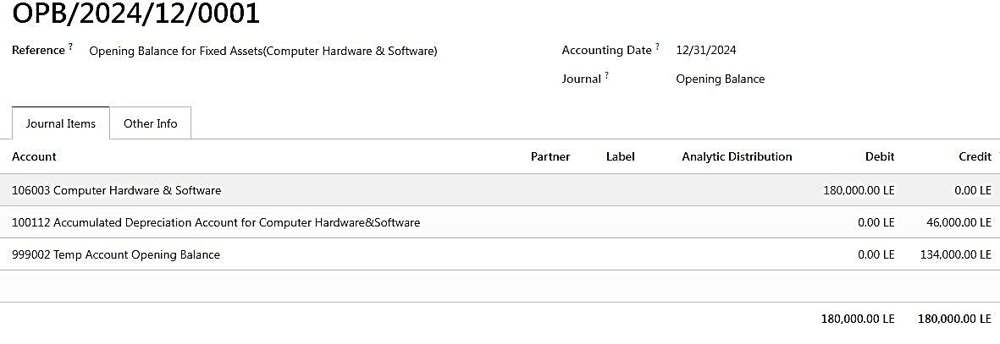 OPB/2024/12/0001
Reference ? Opening Balance for Fixed Assets(Computer Hardware & Software) Accounting Date ? 12/31/2024
Journal ? Opening Balance
Journal Items Other Info
Account Partner Label Analytic Distribution Debit Credit
106003 Computer Hardware & Software 180,000.00 LE 0.00 LE
100112 Accumulated Depreciation Account for Computer Hardware&Software 0.00 LE 46,000.00 LE
999002 Temp Account Opening Balance 0.00 LE 134,000.00 LE
180,000.00 LE 180,000.00 LE